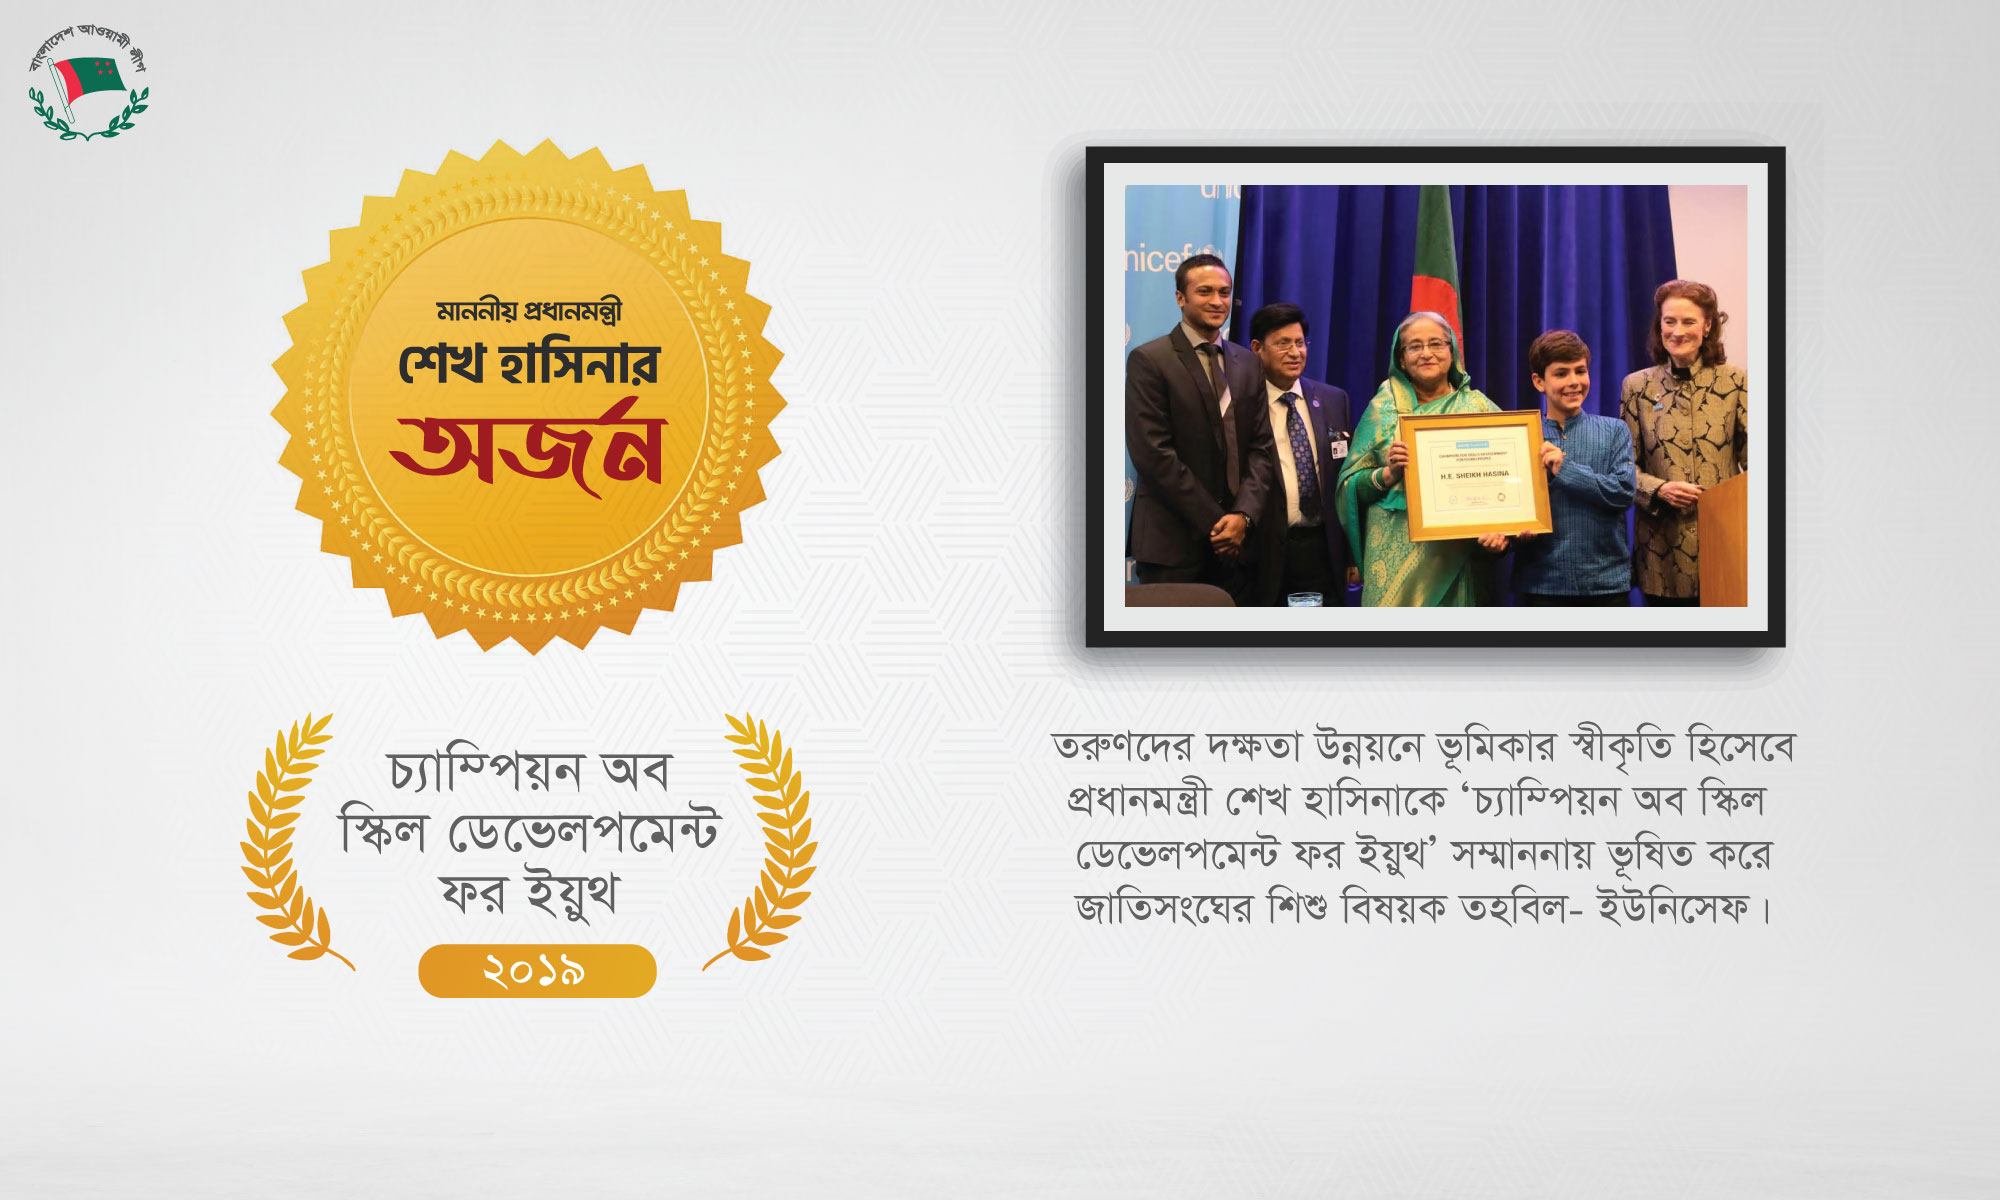 বাংলাদেশ আওয়ামী লীগ
মাননীয় প্রধানমন্ত্রী
শেখ হাসিনার
অর্জন
চ্যাম্পিয়ন অব
স্কিল ডেভেলপমেন্ট
ফর ইয়ুথ
২০১৯
unic
nicef
CHAMPION FOR SKILLS DEVELOPMENT
FOR YOUNG PEOPLE
H.E. SHEIKH HASINA
তরুণদের দক্ষতা উন্নয়নে ভূমিকার স্বীকৃতি হিসেবে
প্রধানমন্ত্রী শেখ হাসিনাকে ‘চ্যাম্পিয়ন অব স্কিল
ডেভেলপমেন্ট ফর ইয়ুথ’ সম্মাননায় ভূষিত করে
জাতিসংঘের শিশু বিষয়ক তহবিল- ইউনিসেফ।